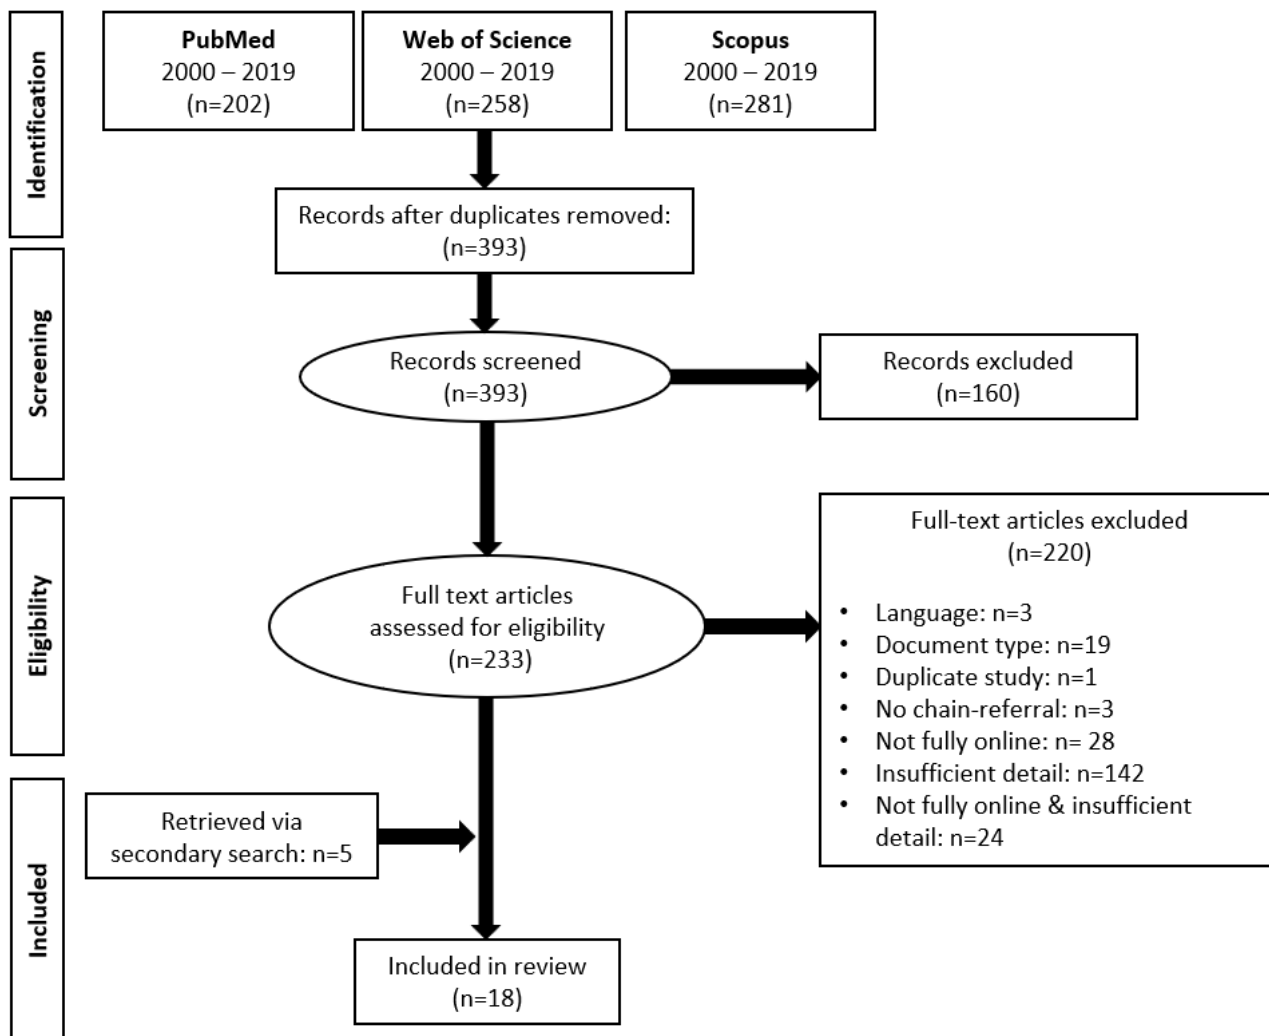 Identification
PubMed
2000 – 2019
(n=202)
Web of Science
2000 – 2019
(n=258)
Scopus
2000 – 2019
(n=281)
Records after duplicates removed:
(n=393)
Screening
Records screened
(n=393)
Records excluded
(n=160)
Eligibility
Full text articles
assessed for eligibility
(n=233)
Full-text articles excluded
(n=220)
• Language: n=3
• Document type: n=19
• Duplicate study: n=1
• No chain-referral: n=3
• Not fully online: n= 28
• Insufficient detail: n=142
• Not fully online & insufficient
detail: n=24
Included
Retrieved via
secondary search: n=5
Included in review
(n=18)